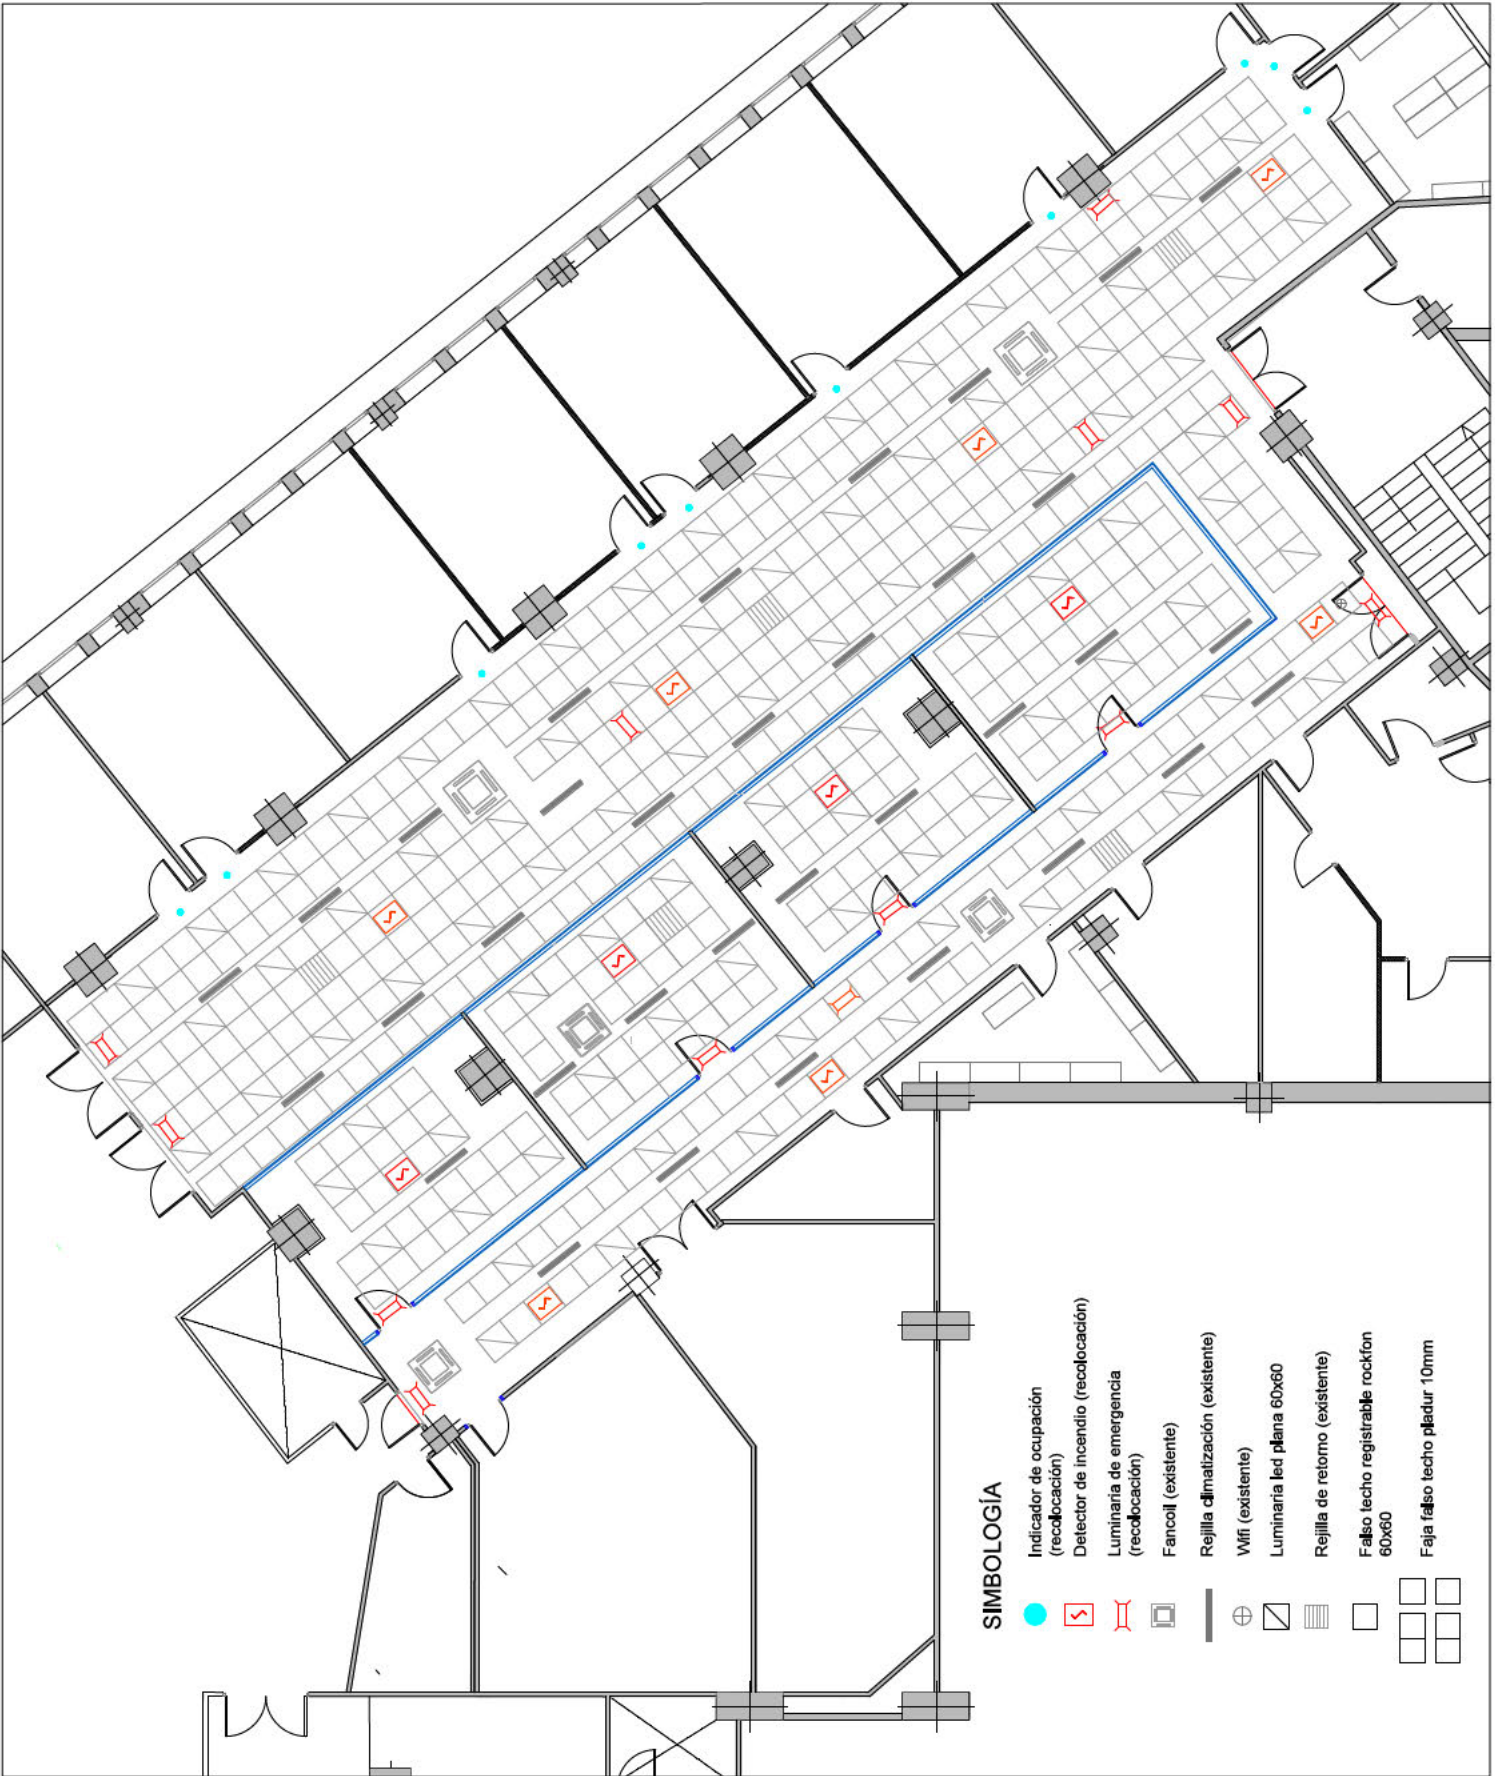 SIMBOLOGÍA
Indicador de ocupación
(recolocación)
Detector de incendio (recolocación)
Luminaria de emergencia
(recolocación)
Fancoil (existente)
Rejilla climatización (existente)
Wifi (existente)
Luminaria led plana 60x60
Rejilla de retorno (existente)
Falso techo registrable rockfon
60x60
Faja falso techo pladur 10mm